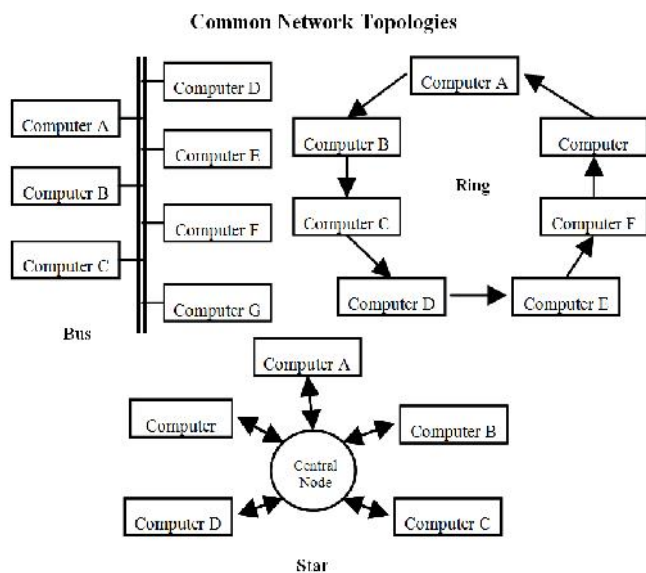 Common Network Topologies
Computer D
Computer A
Computer E
Computer B
Computer F
Computer C
Computer G
Bus
Computer A
Computer B
Computer
Ring
Computer C
Computer F
Computer D
Computer E
Computer A
Computer
Computer B
Central
Node
Computer D
Computer C
Star